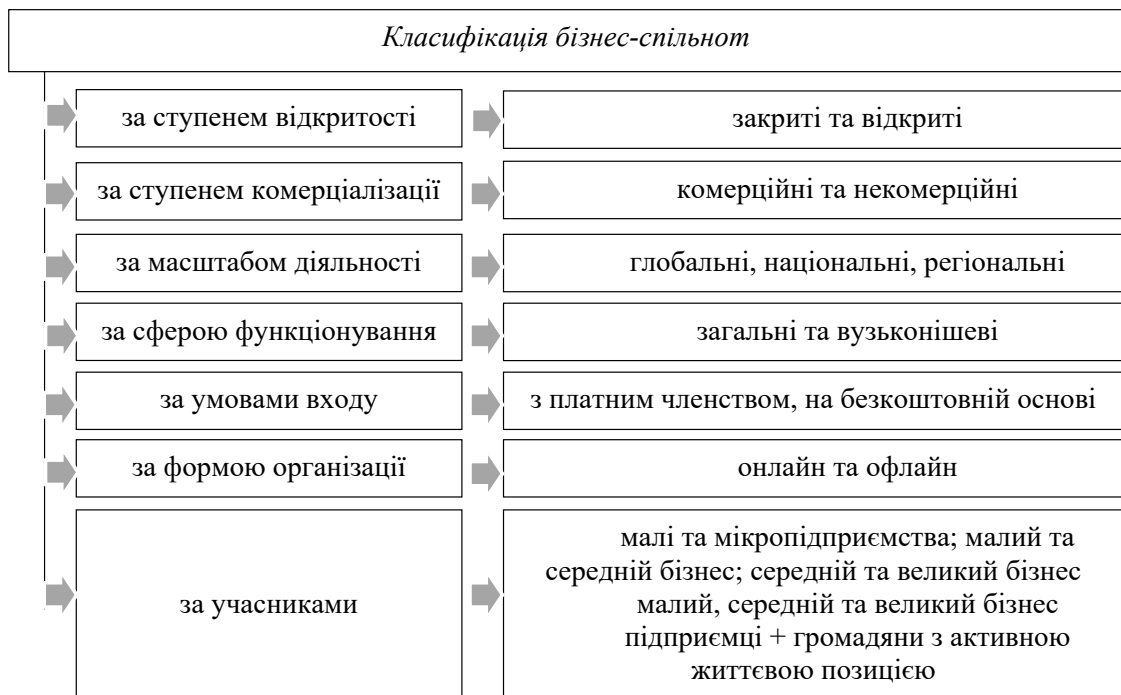 Класифікація бізнес-спільнот
за ступенем відкритості
закриті та відкриті
за ступенем комерціалізації
комерційні та некомерційні
за масштабом діяльності
глобальні, національні, регіональні
за сферою функціонування
загальні та вузьконішеві
за умовами входу
з платним членством, на безкоштовній основі
за формою організації
онлайн та офлайн
за учасниками
малі та мікропідприємства; малий та
середній бізнес; середній та великий бізнес
малий, середній та великий бізнес
підприємці + громадяни з активною
життєвою позицією